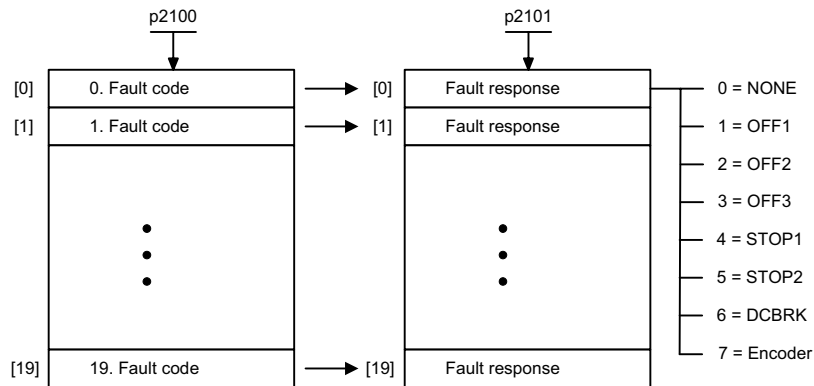 p2100 p2101
[0] 0. Fault code [0] Fault response 0 = NONE
[1] 1. Fault code [1] Fault response 1 = OFF1
2 = OFF2
3 = OFF3
4 = STOP1
5 = STOP2
6 = DCBRK
[19] 19. Fault code [19] Fault response 7 = Encoder